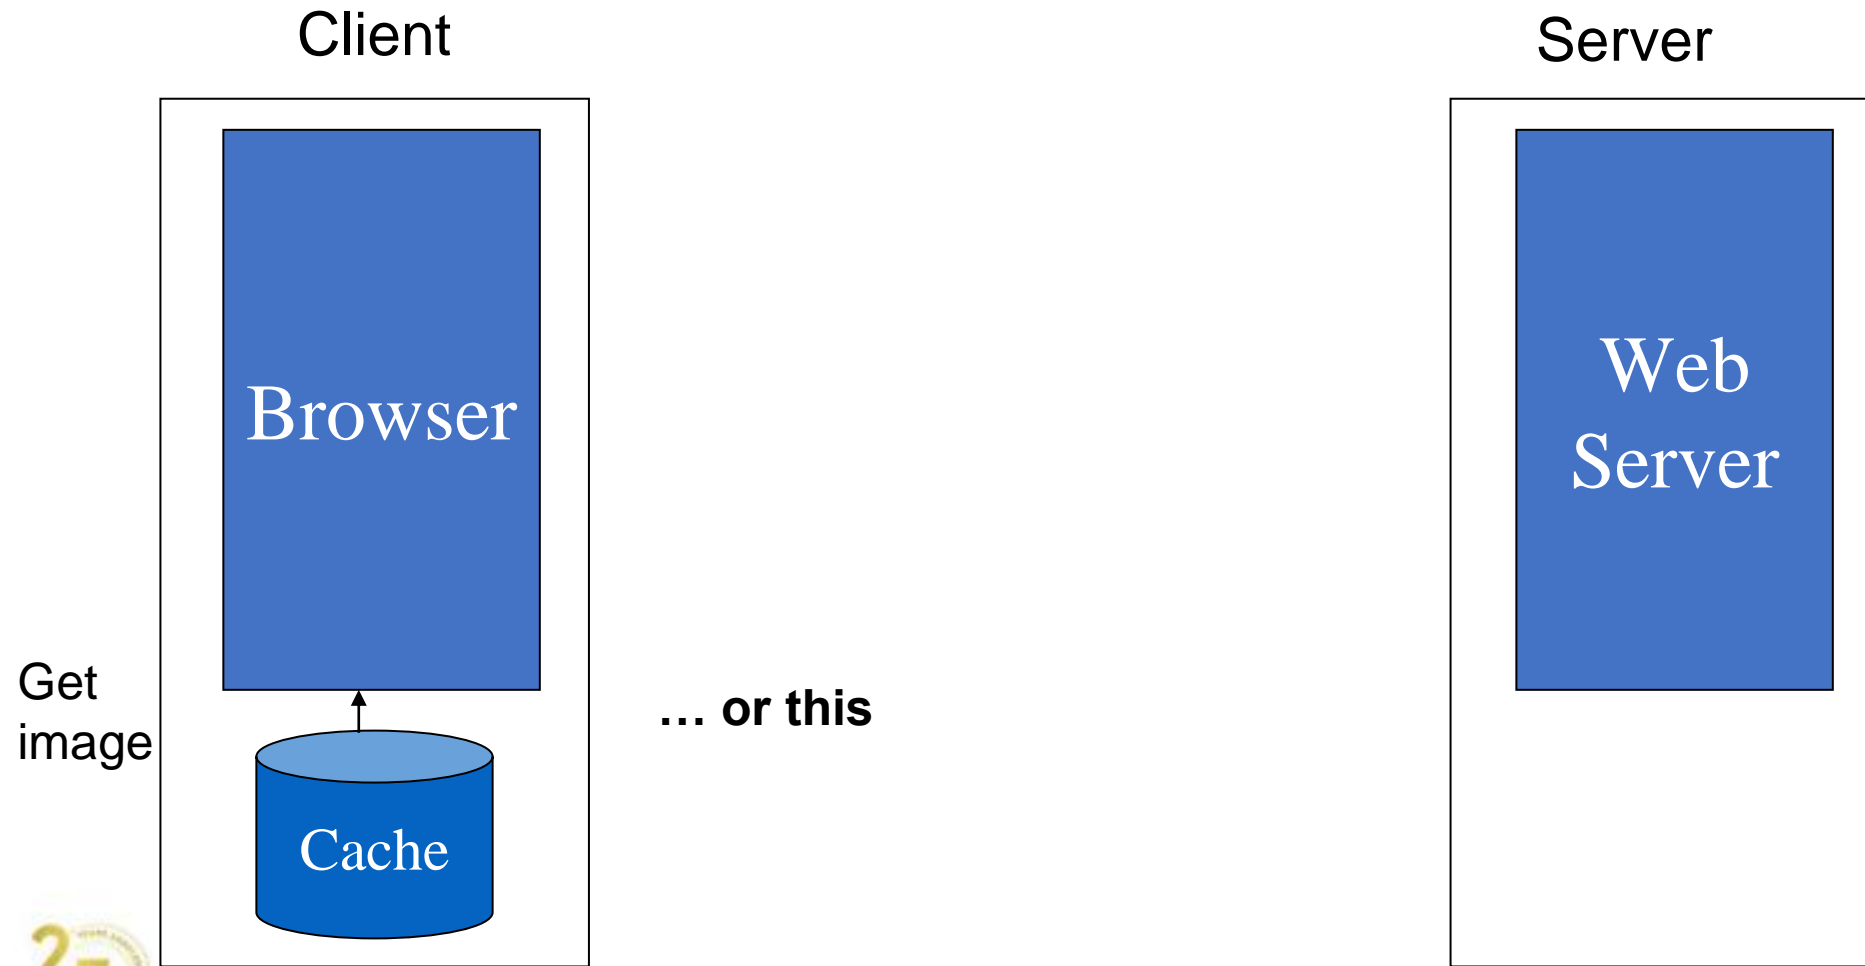 Client
Server
Browser
Web
Server
Get
image
… or this
Cache